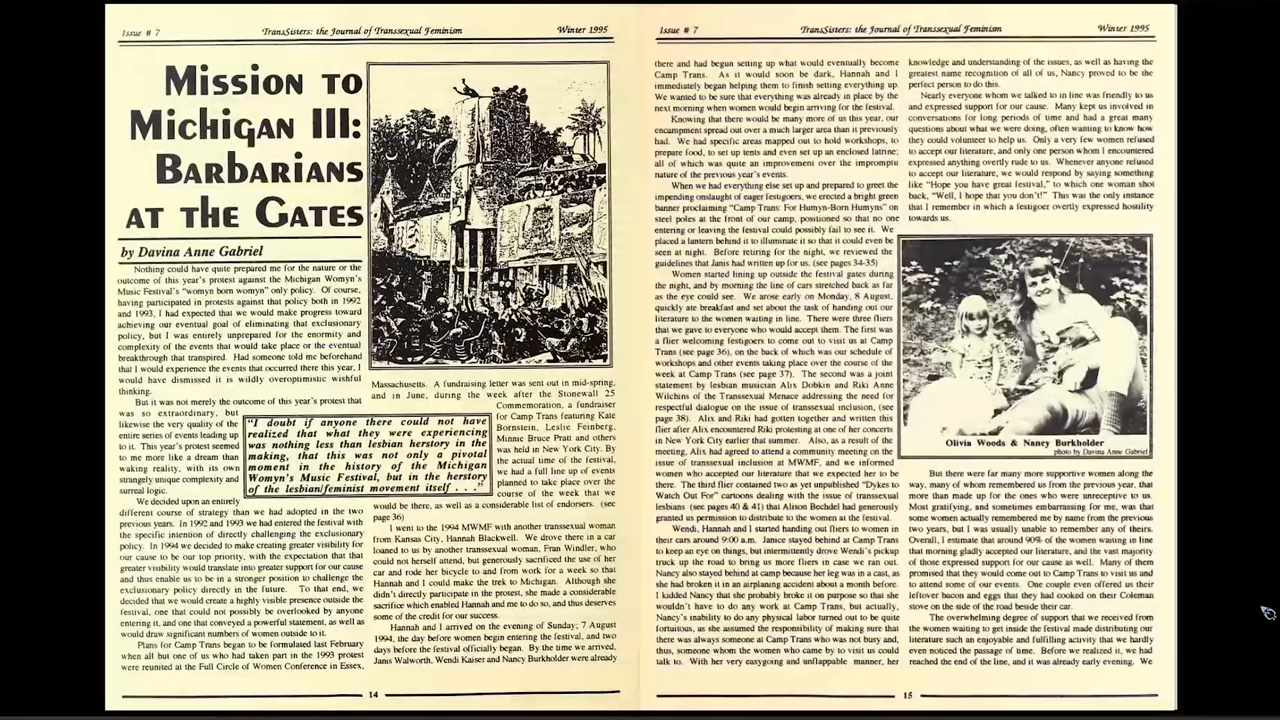 Issue # 7
TransSisters: the Journal of Transsexual Feminism
Winter 1995
Mission to
Michigan III:
Barbarians
at the Gates
by Davina Anne Gabriel
Nothing could have quite prepared me for the nature or the
outcome of this year's protest against the Michigan Womyn's
Music Festival's "womyn born womyn" only policy. Of course,
having participated in protests against that policy both in 1992
and 1993, I had expected that we would make progress toward
achieving our eventual goal of eliminating that exclusionary
policy, but I was entirely unprepared for the enormity and
complexity of the events that would take place or the eventual
breakthrough that transpired. Had someone told me beforehand
that I would experience the events that occurred there this year, I
would have dismissed it is wildly overoptimistic wishful
thinking.
But it was not merely the outcome of this year's protest that
was so extraordinary, but
likewise the very quality of the
entire series of events leading up
to it. This year's protest seemed
to me more like a dream than
waking reality, with its own
strangely unique complexity and
surreal logic.
We decided upon an entirely
different course of strategy than we had adopted in the two
previous years. In 1992 and 1993 we had entered the festival with
the specific intention of directly challenging the exclusionary
policy. In 1994 we decided to make creating greater visibility for
our cause to be our top priority, with the expectation that that
greater visibility would translate into greater support for our cause
and thus enable us to be in a stronger position to challenge the
exclusionary policy directly in the future. To that end, we
decided that we would create a highly visible presence outside the
festival, one that could not possibly be overlooked by anyone
entering it, and one that conveyed a powerful statement, as well as
would draw significant numbers of women outside to it.
Plans for Camp Trans began to be formulated last February
when all but one of us who had taken part in the 1993 protest
were reunited at the Full Circle of Women Conference in Essex,
"I doubt if anyone there could not have
realized that what they were experiencing
was nothing less than lesbian herstory in the
making, that this was not only a pivotal
moment in the history of the Michigan
Womyn's Music Festival, but in the herstory
of the lesbian/feminist movement itself . . ."
Massachusetts. A fundraising letter was sent out in mid-spring,
and in June, during the week after the Stonewall 25
Commemoration, a fundraiser
for Camp Trans featuring Kate
Bornstein, Leslie Feinberg,
Minnie Bruce Pratt and others
was held in New York City. By
the actual time of the festival,
we had a full line up of events
planned to take place over the
course of the week that we
would be there, as well as a considerable list of endorsers. (see
page 36)
I went to the 1994 MWMF with another transsexual woman
from Kansas City, Hannah Blackwell. We drove there in a car
loaned to us by another transsexual woman, Fran Windler, who
could not herself attend, but generously sacrificed the use of her
car and rode her bicycle to and from work for a week so that
Hannah and I could make the trek to Michigan. Although she
didn't directly participate in the protest, she made a considerable
sacrifice which enabled Hannah and me to do so, and thus deserves
some of the credit for our success.
Hannah and I arrived on the evening of Sunday; 7 August
1994, the day before women began entering the festival, and two
days before the festival officially began. By the time we arrived,
Janis Walworth, Wendi Kaiser and Nancy Burkholder were already
14
Issue # 7
TransSisters: the Journal of Transsexual Feminism
Winter 1995
there and had begun setting up what would eventually become
Camp Trans. As it would soon be dark, Hannah and I
immediately began helping them to finish setting everything up.
We wanted to be sure that everything was already in place by the
next morning when women would begin arriving for the festival.
Knowing that there would be many more of us this year, our
encampment spread out over a much larger area than it previously
had. We had specific areas mapped out to hold workshops, to
prepare food, to set up tents and even set up an enclosed latrine;
all of which was quite an improvement over the impromptu
nature of the previous year's events.
When we had everything else set up and prepared to greet the
impending onslaught of eager festigoers, we erected a bright green
banner proclaiming "Camp Trans: For Humyn-Born Humyns" on
steel poles at the front of our camp, positioned so that no one
entering or leaving the festival could possibly fail to see it. We
placed a lantern behind it to illuminate it so that it could even be
seen at night. Before retiring for the night, we reviewed the
guidelines that Janis had written up for us. (see pages 34-35)
Women started lining up outside the festival gates during
the night, and by morning the line of cars stretched back as far
as the eye could see. We arose early on Monday, 8 August,
quickly ate breakfast and set about the task of handing out our
literature to the women waiting in line. There were three fliers
that we gave to everyone who would accept them. The first was
a flier welcoming festigoers to come out to visit us at Camp
Trans (see page 36), on the back of which was our schedule of
workshops and other events taking place over the course of the
week at Camp Trans (see page 37). The second was a joint
statement by lesbian musician Alix Dobkin and Riki Anne
Wilchins of the Transsexual Menace addressing the need for
respectful dialogue on the issue of transsexual inclusion, (see
page 38). Alix and Riki had gotten together and written this
flier after Alix encountered Riki protesting at one of her concerts
in New York City earlier that summer. Also, as a result of the
meeting, Alix had agreed to attend a community meeting on the
issue of transsexual inclusion at MWMF, and we informed
women who accepted our literature that we expected her to be
there. The third flier contained two as yet unpublished "Dykes to
Watch Out For" cartoons dealing with the issue of transsexual
lesbians (see pages 40 & 41) that Alison Bechdel had generously
granted us permission to distribute to the women at the festival.
Wendi, Hannah and I started handing out fliers to women in
their cars around 9:00 a.m. Janice stayed behind at Camp Trans
to keep an eye on things, but intermittently drove Wendi's pickup
truck up the road to bring us more fliers in case we ran out.
Nancy also stayed behind at camp because her leg was in a cast, as
she had broken it in an airplaning accident about a month before.
I kidded Nancy that she probably broke it on purpose so that she
wouldn't have to do any work at Camp Trans, but actually,
Nancy's inability to do any physical labor turned out to be quite
fortuitous, as she assumed the responsibility of making sure that
there was always someone at Camp Trans who was not busy and,
thus, someone whom the women who came by to visit us could
talk to. With her very easygoing and unflappable manner, her
knowledge and understanding of the issues, as well as having the
greatest name recognition of all of us, Nancy proved to be the
perfect person to do this.
Nearly everyone whom we talked to in line was friendly to us
and expressed support for our cause. Many kept us involved in
conversations for long periods of time and had a great many
questions about what we were doing, often wanting to know how
they could volunteer to help us. Only a very few women refused
to accept our literature, and only one person whom I encountered
expressed anything overtly rude to us. Whenever anyone refused
to accept our literature, we would respond by saying something
like "Hope you have great festival," to which one woman shot
back, "Well, I hope that you don't!" This was the only instance
that I remember in which a festigoer overtly expressed hostility
towards us.
Olivia Woods & Nancy Burkholder
photo by Davina Anne Gabriel
But there were far many more supportive women along the
way, many of whom remembered us from the previous year, that
more than made up for the ones who were unreceptive to us.
Most gratifying, and sometimes embarrassing for me, was that
some women actually remembered me by name from the previous
two years, but I was usually unable to remember any of theirs.
Overall, I estimate that around 90% of the women waiting in line
that morning gladly accepted our literature, and the vast majority
of those expressed support for our cause as well. Many of them
promised that they would come out to Camp Trans to visit us and
to attend some of our events. One couple even offered us their
leftover bacon and eggs that they had cooked on their Coleman
stove on the side of the road beside their car.
The overwhelming degree of support that we received from
the women waiting to get inside the festival made distributing our
literature such an enjoyable and fulfilling activity that we hardly
even noticed the passage of time. Before we realized it, we had
reached the end of the line, and it was already early evening. We
15